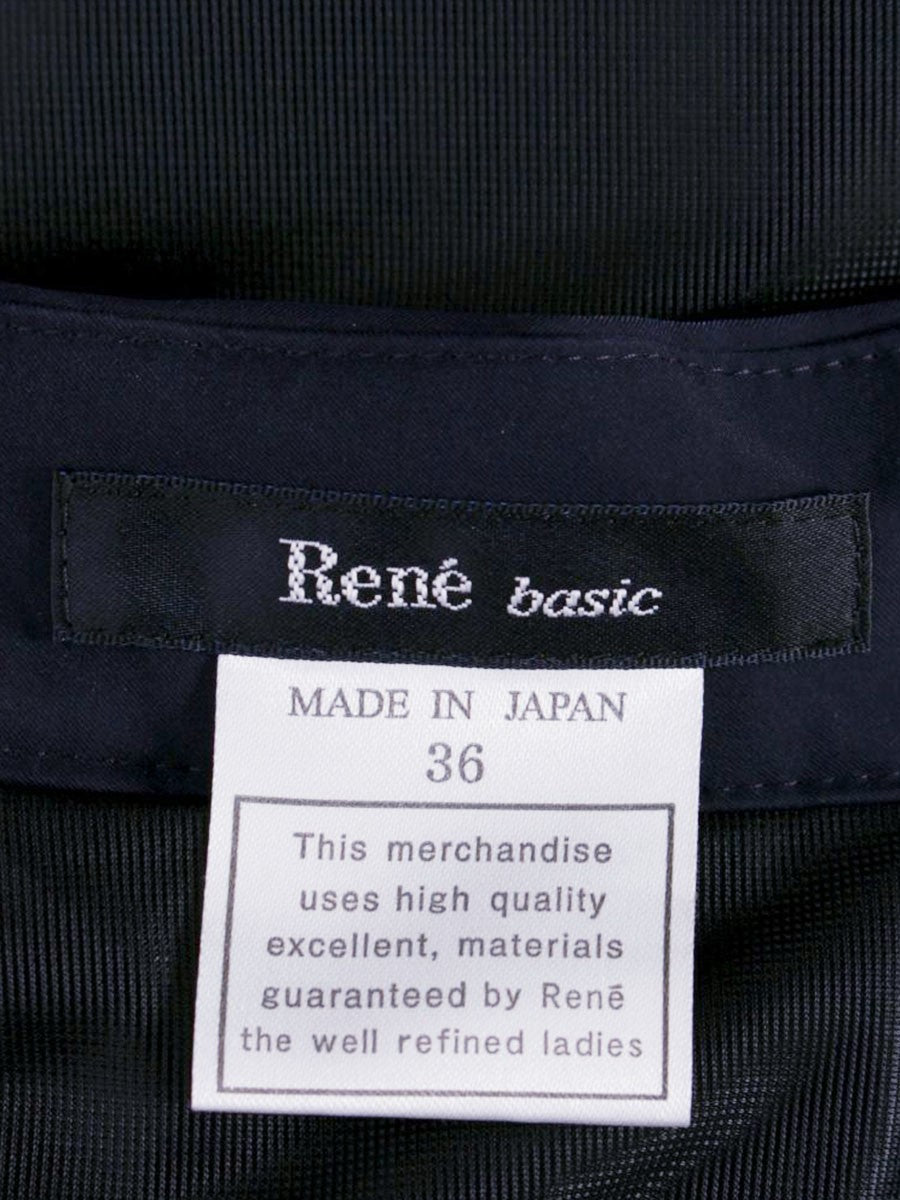 René basic
MADE IN JAPAN
36
This merchandise
uses high quality
excellent, materials
guaranteed by René
the well refined ladies